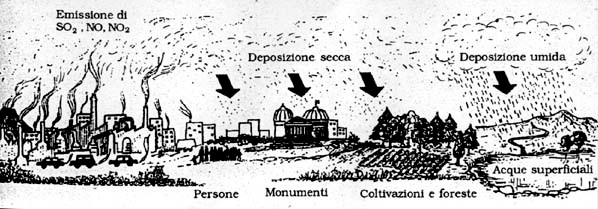 Emissione di
SO2 , NO, NO2
Deposizione secca
Deposizione umida
Acque superficiali
Persone
Monumenti
Coltivazioni e foreste